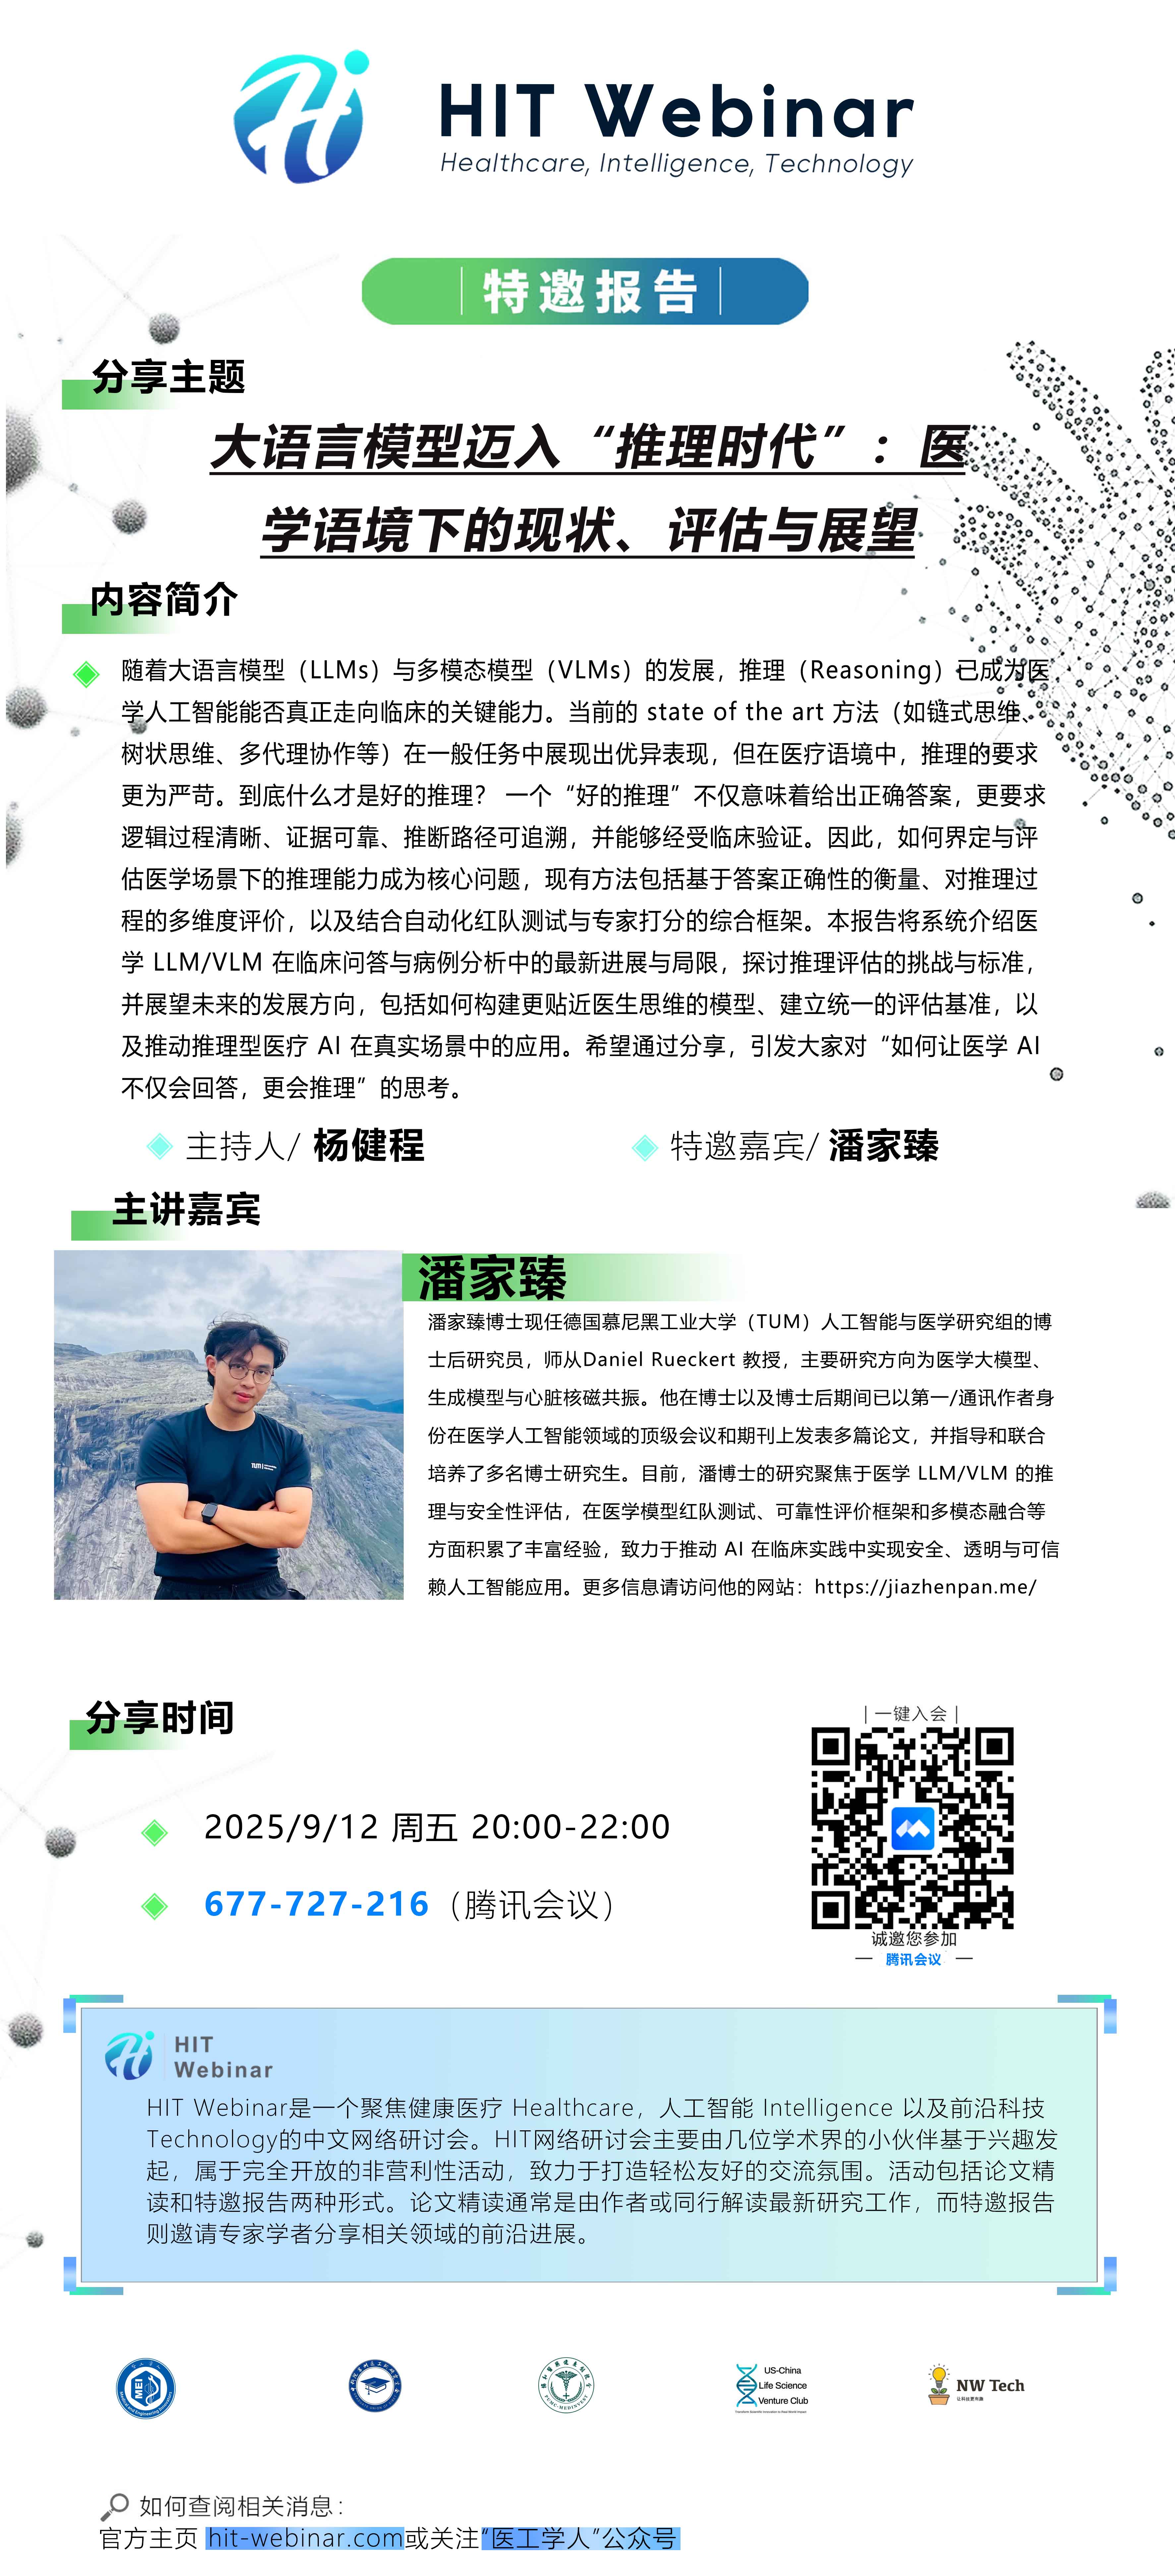 HIT Webinar
Healthcare, Intelligence, Technology
特邀报告
分享主题
大语言模型迈入“推理时代”：医
学语境下的现状、评估与展望
内容简介
随着大语言模型（LLMs）与多模态模型（VLMs）的发展，推理（Reasoning）已成为医
学人工智能能否真正走向临床的关键能力。当前的 state of the art 方法（如链式思维、
树状思维、多代理协作等）在一般任务中展现出优异表现，但在医疗语境中，推理的要求
更为严苛。到底什么才是好的推理？ 一个“好的推理”不仅意味着给出正确答案，更要求
逻辑过程清晰、证据可靠、推断路径可追溯，并能够经受临床验证。因此，如何界定与评
估医学场景下的推理能力成为核心问题，现有方法包括基于答案正确性的衡量、对推理过
程的多维度评价，以及结合自动化红队测试与专家打分的综合框架。本报告将系统介绍医
学 LLM/VLM 在临床问答与病例分析中的最新进展与局限，探讨推理评估的挑战与标准，
并展望未来的发展方向，包括如何构建更贴近医生思维的模型、建立统一的评估基准，以
及推动推理型医疗 AI 在真实场景中的应用。希望通过分享，引发大家对“如何让医学 AI
不仅会回答，更会推理”的思考。
主持人/ 杨健程
特邀嘉宾/ 潘家臻
主讲嘉宾
潘家臻
潘家臻博士现任德国慕尼黑工业大学（TUM）人工智能与医学研究组的博
士后研究员，师从Daniel Rueckert 教授，主要研究方向为医学大模型、
生成模型与心脏核磁共振。他在博士以及博士后期间已以第一/通讯作者身
份在医学人工智能领域的顶级会议和期刊上发表多篇论文，并指导和联合
培养了多名博士研究生。目前，潘博士的研究聚焦于医学 LLM/VLM 的推
理与安全性评估，在医学模型红队测试、可靠性评价框架和多模态融合等
方面积累了丰富经验，致力于推动 AI 在临床实践中实现安全、透明与可信
赖人工智能应用。更多信息请访问他的网站：https://jiazhenpan.me/
TUM
分享时间
2025/9/12 周五 20:00-22:00
677-727-216（腾讯会议）
| 一键入会 |
诚邀您参加
腾讯会议
HIT
Webinar
HIT Webinar是一个聚焦健康医疗 Healthcare，人工智能 Intelligence 以及前沿科技
Technology的中文网络研讨会。HIT网络研讨会主要由几位学术界的小伙伴基于兴趣发
起，属于完全开放的非营利性活动，致力于打造轻松友好的交流氛围。活动包括论文精
读和特邀报告两种形式。论文精读通常是由作者或同行解读最新研究工作，而特邀报告
则邀请专家学者分享相关领域的前沿进展。
MEI
US-China
Life Science
Venture Club
NW Tech
让科技更有趣
如何查阅相关消息：
官方主页 hit-webinar.com或关注“医工学人”公众号